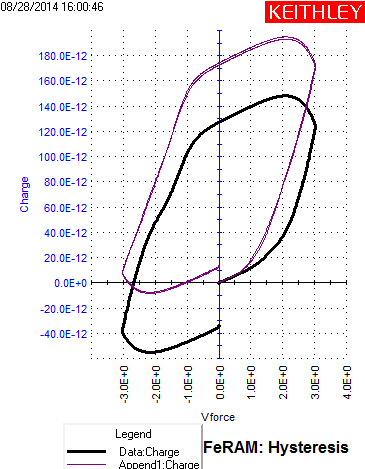 08/28/2014 16:00:46
KEITHLEY
180.0E-12
160.0E-12
140.0E-12
120.0E-12
100.0E-12
80.0E-12
60.0E-12
40.0E-12
20.0E-12
0.0E+0
-20.0E-12
-40.0E-12
Charge
-3.0E+0
-2.0E+0
-1.0E+0
0.0E+0
1.0E+0
2.0E+0
3.0E+0
4.0E+0
Vforce
Legend
Data:Charge
Append1:Charge
FeRAM: Hysteresis